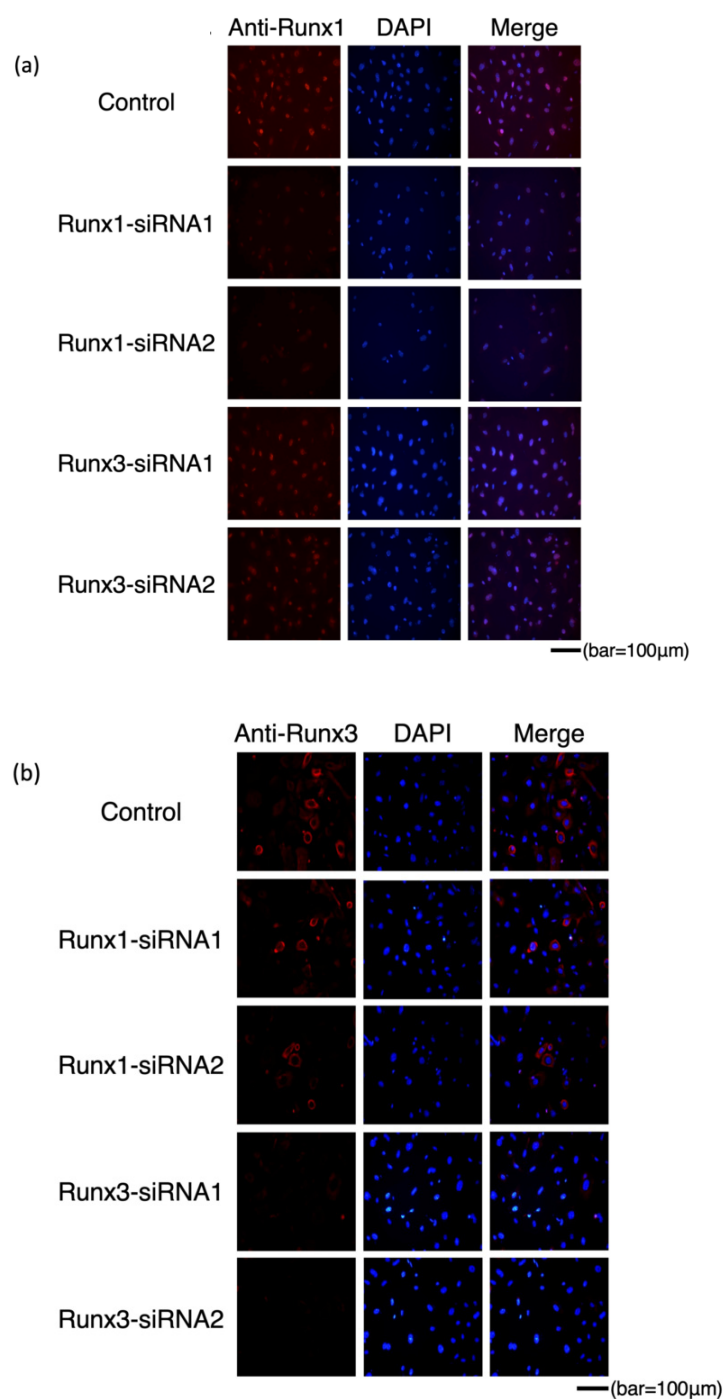 Anti-Runx1 DAPI Merge
(a)
Control
Runx1-siRNA1
Runx1-siRNA2
Runx3-siRNA1
Runx3-siRNA2
(bar=100μm)
Anti-Runx3 DAPI Merge
(b)
Control
Runx1-siRNA1
Runx1-siRNA2
Runx3-siRNA1
Runx3-siRNA2
(bar=100μm)